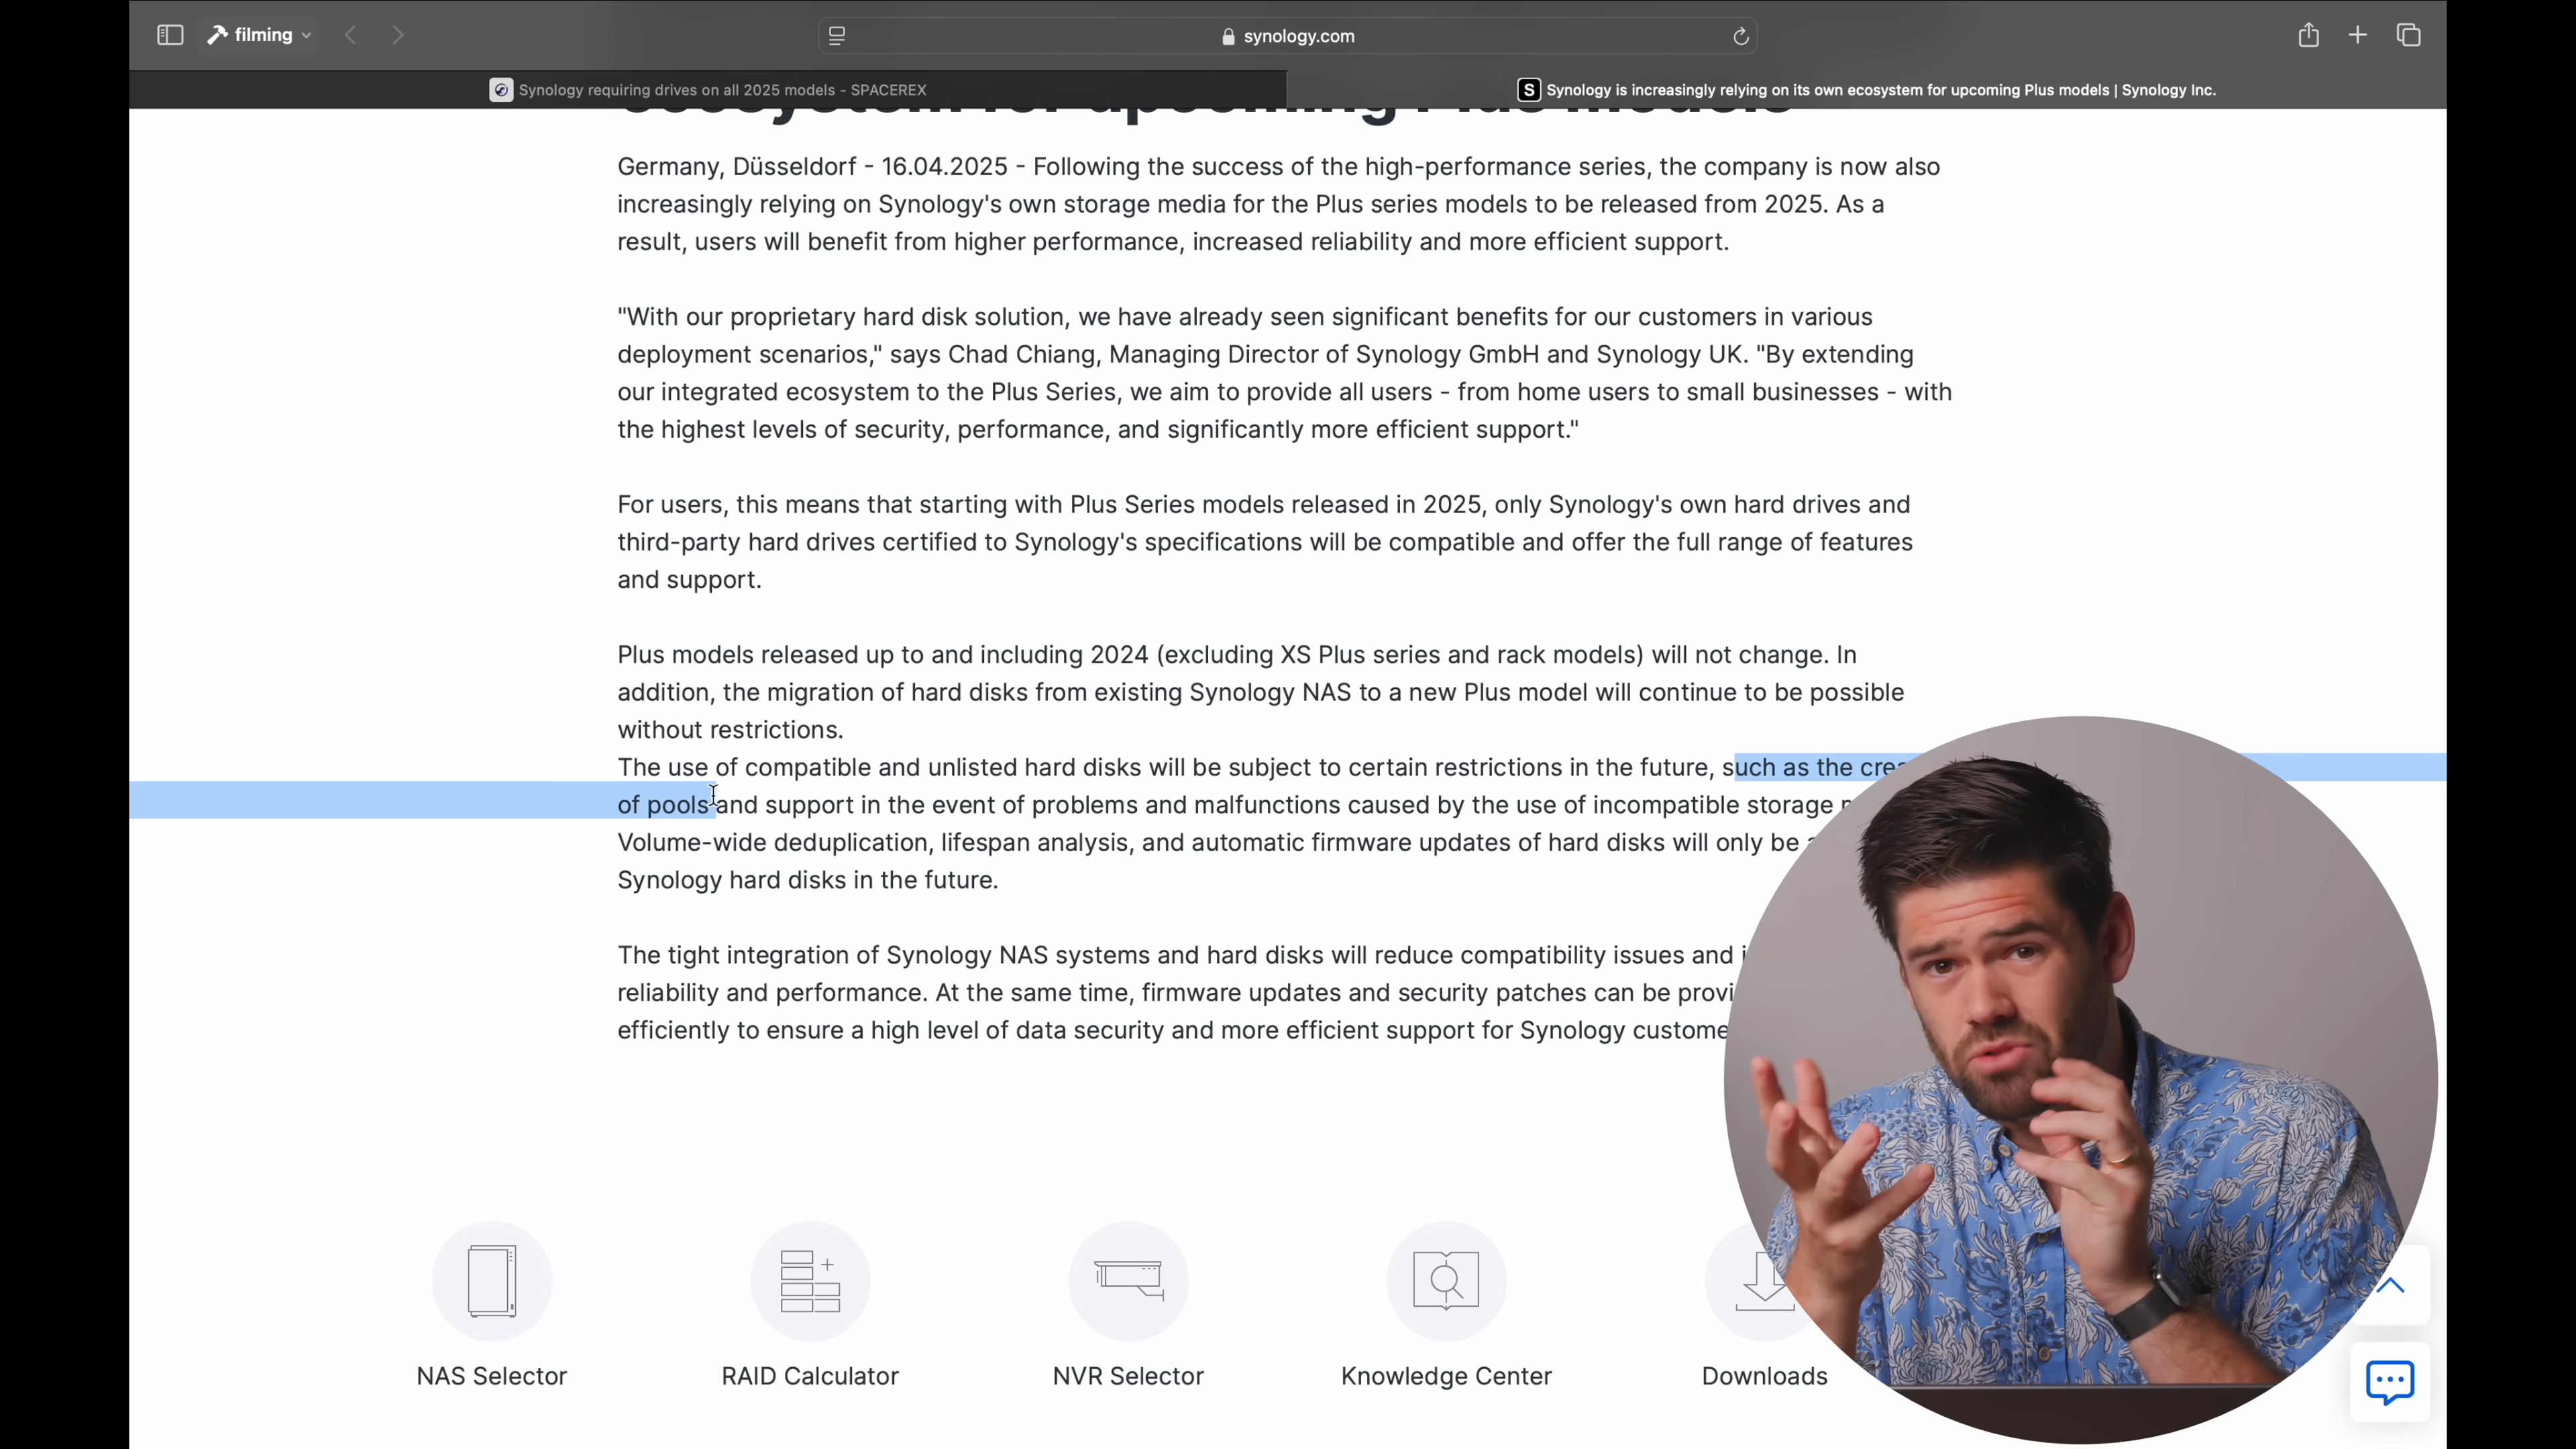 filming
synology.com
Synology requiring drives on all 2025 models - SPACEREX
S Synology is increasingly relying on its own ecosystem for upcoming Plus models | Synology Inc.
ecosystem for upcoming Plus models
Germany, Düsseldorf - 16.04.2025 - Following the success of the high-performance series, the company is now also
increasingly relying on Synology's own storage media for the Plus series models to be released from 2025. As a
result, users will benefit from higher performance, increased reliability and more efficient support.
"With our proprietary hard disk solution, we have already seen significant benefits for our customers in various
deployment scenarios," says Chad Chiang, Managing Director of Synology GmbH and Synology UK. "By extending
our integrated ecosystem to the Plus Series, we aim to provide all users - from home users to small businesses - with
the highest levels of security, performance, and significantly more efficient support."
For users, this means that starting with Plus Series models released in 2025, only Synology's own hard drives and
third-party hard drives certified to Synology's specifications will be compatible and offer the full range of features
and support.
Plus models released up to and including 2024 (excluding XS Plus series and rack models) will not change. In
addition, the migration of hard disks from existing Synology NAS to a new Plus model will continue to be possible
without restrictions.
The use of compatible and unlisted hard disks will be subject to certain restrictions in the future, such as the
of pools and support in the event of problems and malfunctions caused by the use of incompatible storage
Volume-wide deduplication, lifespan analysis, and automatic firmware updates of hard disks will only be
Synology hard disks in the future.
The tight integration of Synology NAS systems and hard disks will reduce compatibility issues and
reliability and performance. At the same time, firmware updates and security patches can be
efficiently to ensure a high level of data security and more efficient support for Synology
NAS Selector
RAID Calculator
NVR Selector
Knowledge Center
Downloads